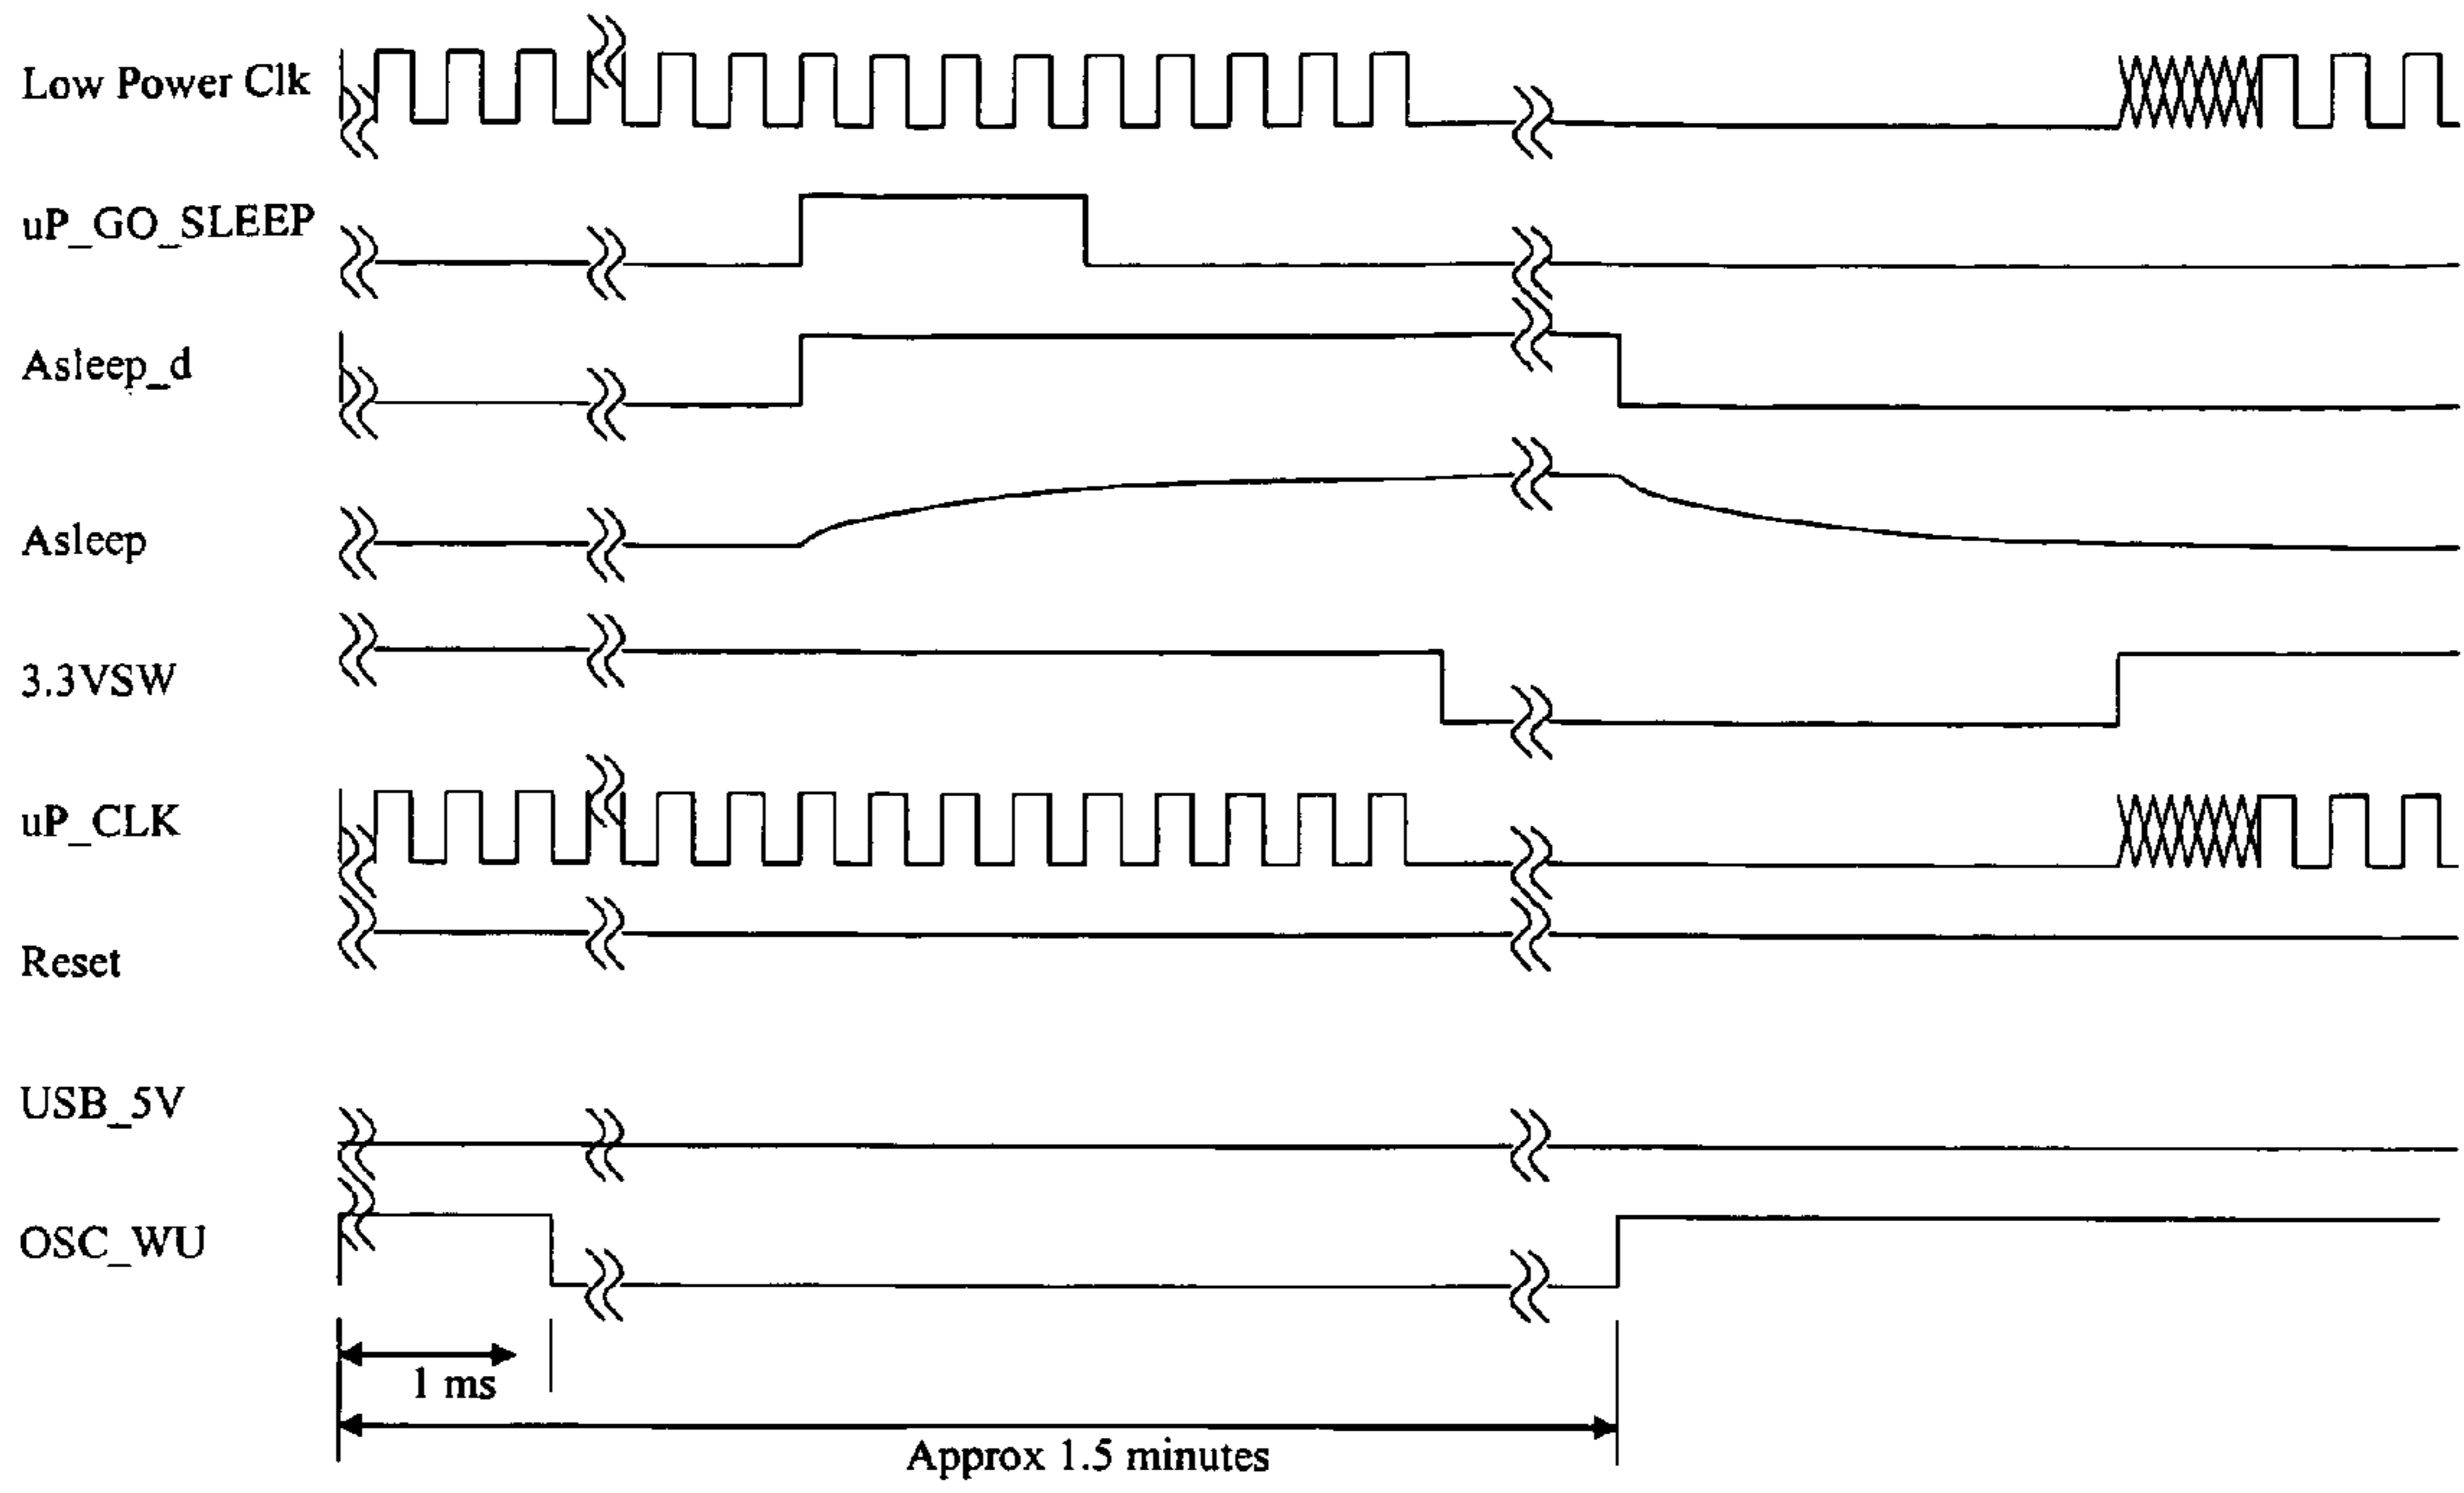 Low Power Clk
uP_GO_SLEEP
Asleep_d
Asleep
3.3VSW
uP_CLK
Reset
USB_5V
OSC_WU
1 ms
Approx 1.5 minutes